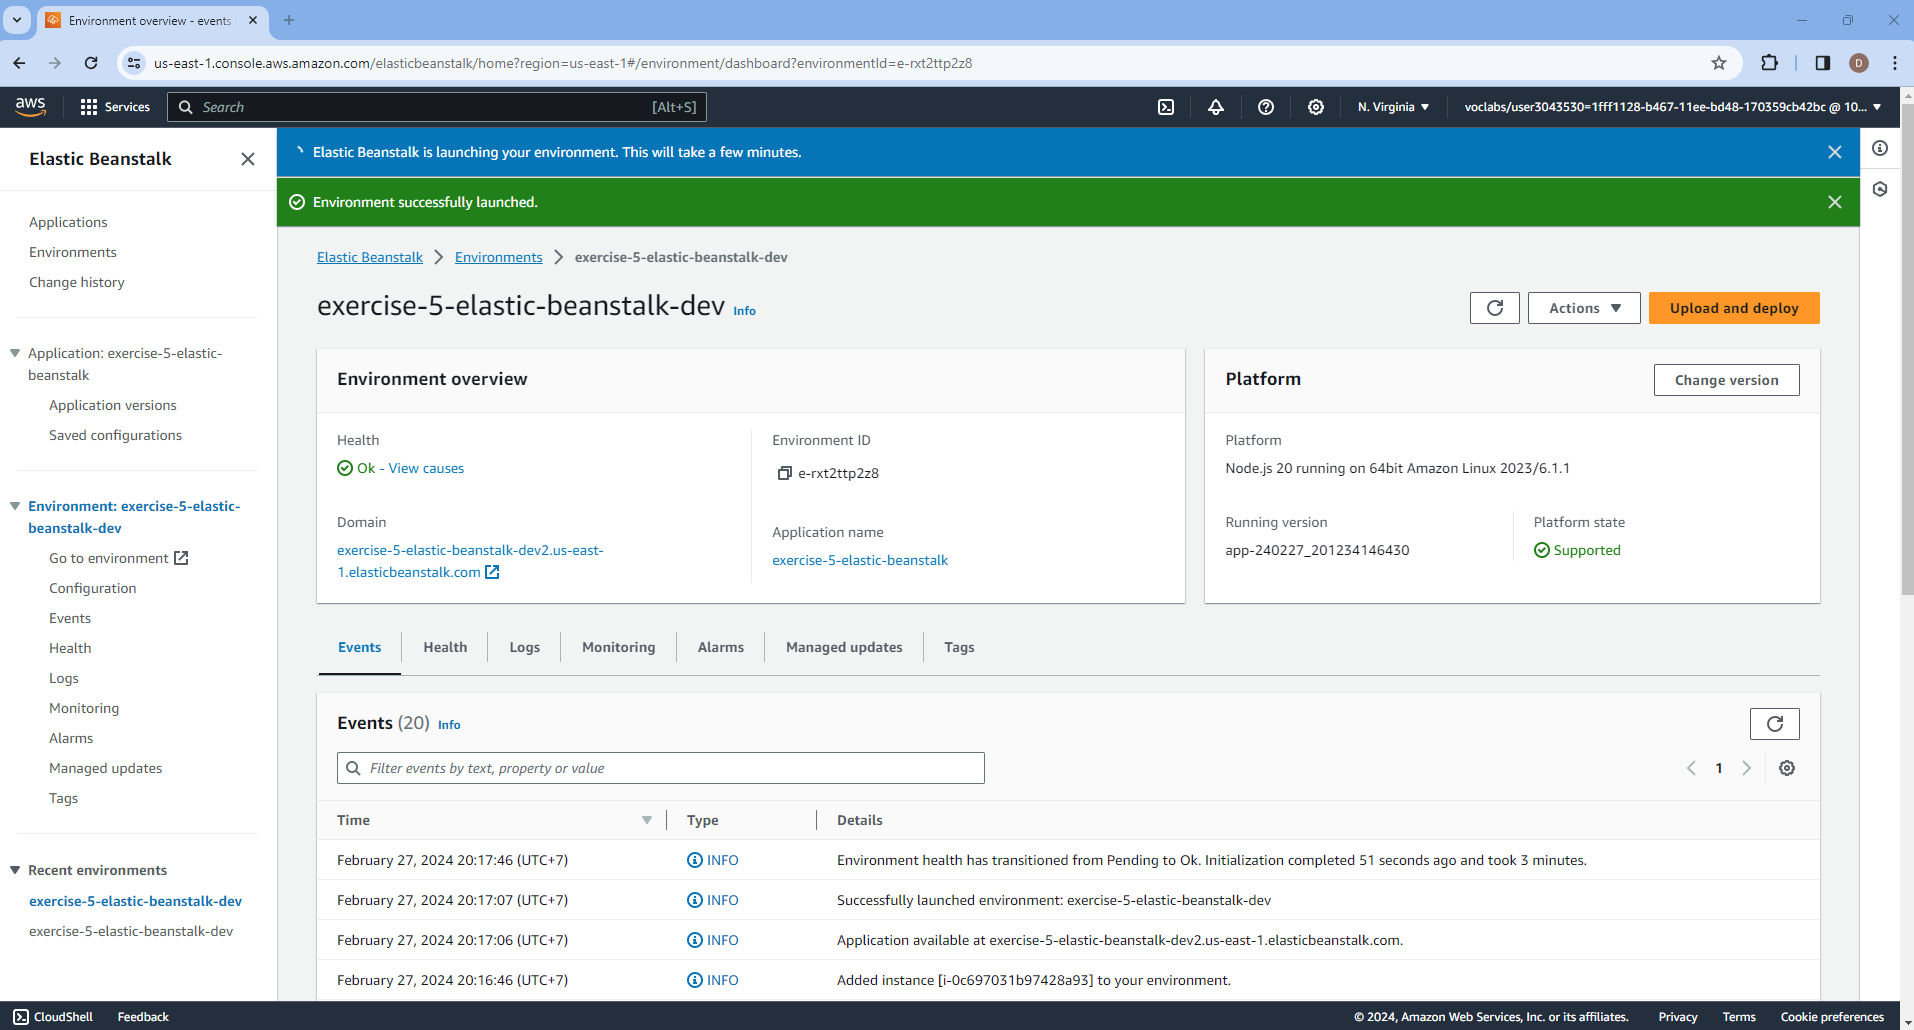 Environment overview - events
us-east-1.console.aws.amazon.com/elasticbeanstalk/home?region=us-east-1#/environment/dashboard?environmentId=e-rxt2ttp2z8
D
aws
Services
Search
[Alt+S]
N. Virginia
voclabs/user3043530=1fff1128-b467-11ee-bd48-170359cb42bc @ 10...
Elastic Beanstalk
Applications
Environments
Change history
Application: exercise-5-elastic-
beanstalk
Application versions
Saved configurations
Environment: exercise-5-elastic-
beanstalk-dev
Go to environment
Configuration
Events
Health
Logs
Monitoring
Alarms
Managed updates
Tags
Recent environments
exercise-5-elastic-beanstalk-dev
exercise-5-elastic-beanstalk-dev
Elastic Beanstalk is launching your environment. This will take a few minutes.
Environment successfully launched.
Elastic Beanstalk
Environments
exercise-5-elastic-beanstalk-dev
exercise-5-elastic-beanstalk-dev Info
Actions
Upload and deploy
Environment overview
Health
Ok - View causes
Domain
exercise-5-elastic-beanstalk-dev2.us-east-
1.elasticbeanstalk.com
Environment ID
e-rxt2ttp2z8
Application name
exercise-5-elastic-beanstalk
Platform
Change version
Platform
Node.js 20 running on 64bit Amazon Linux 2023/6.1.1
Running version
app-240227_201234146430
Platform state
Supported
Events
Health
Logs
Monitoring
Alarms
Managed updates
Tags
Events (20) Info
Filter events by text, property or value
1
Time Type Details
February 27, 2024 20:17:46 (UTC+7) INFO Environment health has transitioned from Pending to Ok. Initialization completed 51 seconds ago and took 3 minutes.
February 27, 2024 20:17:07 (UTC+7) INFO Successfully launched environment: exercise-5-elastic-beanstalk-dev
February 27, 2024 20:17:06 (UTC+7) INFO Application available at exercise-5-elastic-beanstalk-dev2.us-east-1.elasticbeanstalk.com.
February 27, 2024 20:16:46 (UTC+7) INFO Added instance [i-0c697031b97428a93] to your environment.
CloudShell
Feedback
© 2024, Amazon Web Services, Inc. or its affiliates.
Privacy
Terms
Cookie preferences